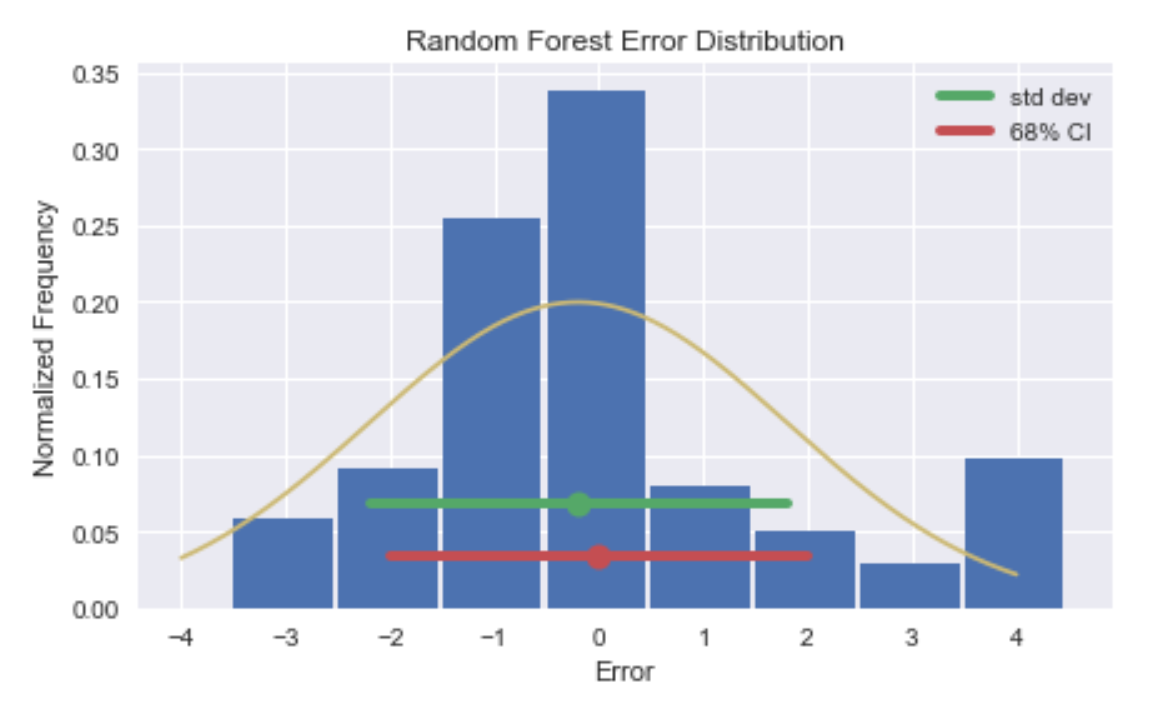 Random Forest Error Distribution
std dev
68% CI
Normalized Frequency
0.35
0.30
0.25
0.20
0.15
0.10
0.05
0.00
−4 −3 −2 −1 0 1 2 3 4
Error